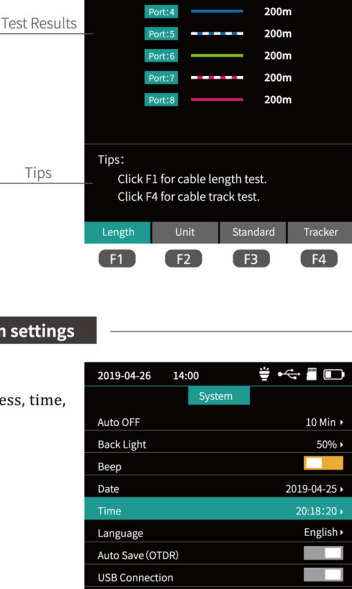 Port:4 200m
Test Results
Port:5 200m
Port:6 200m
Port:7 200m
Port:8 200m
Tips:
Click F1 for cable length test.
Tips
Click F4 for cable track test.
Length Unit Standard Tracker
F1 F2 F3 F4
n settings
2019-04-26 14:00
System
ess, time,
Auto OFF 10 Min
Back Light 50%
Beep
Date 2019-04-25
Time 20:18:20
Language English
Auto Save (OTDR)
USB Connection